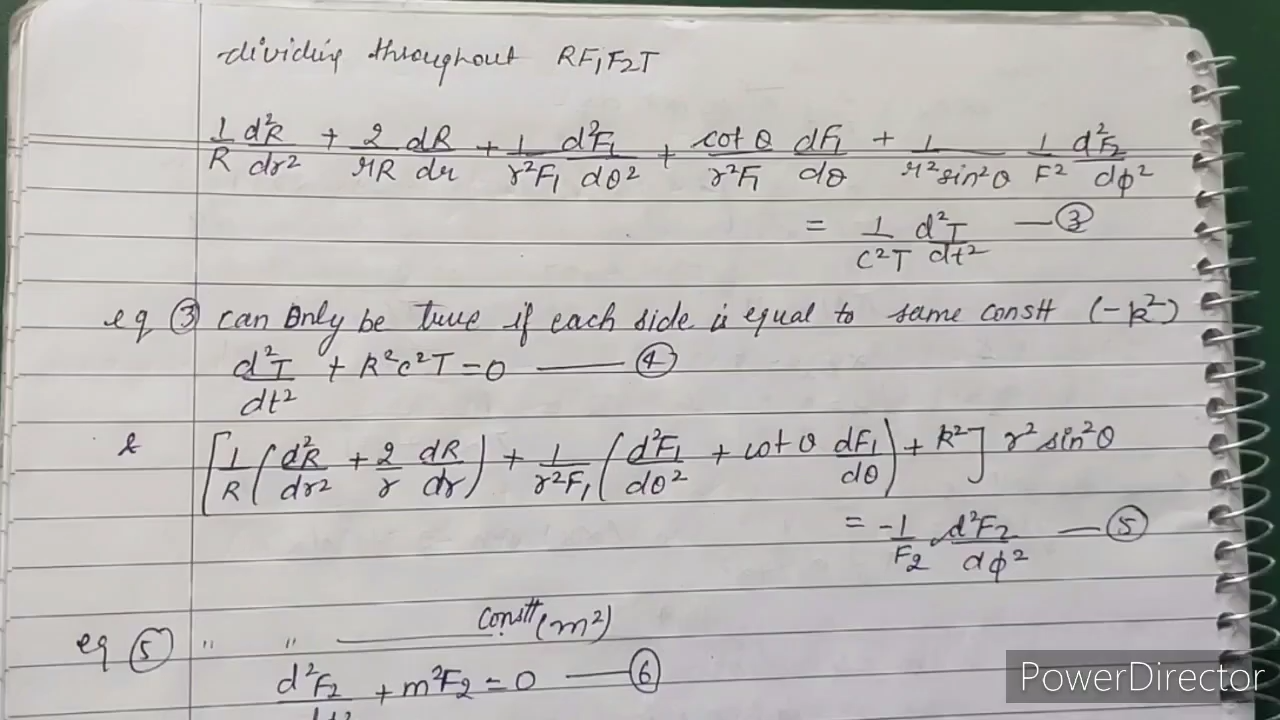 dividing throughout RF₁F₂T
1/R d²R/dr² + 2/rR dR/dr + 1/r²F₁ d²F₁/dθ² + cot θ/r²F₁ dF₁/dθ + 1/r²sin²θ 1/F² d²F₂/dϕ²
= 1/c²T d²T/dt² — ③
eq ③ can only be true if each side is equal to same constt (-k²)
d²T/dt² + k²c²T = 0 — ④
& [1/R (d²R/dr² + 2/r dR/dr) + 1/r²F₁ (d²F₁/dθ² + cot θ dF₁/dθ) + k²] r² sin²θ
= -1/F₂ d²F₂/dϕ² — ⑤
eq ⑤ " " — constt (m²)
d²F₂ + m²F₂ = 0 — ⑥
PowerDirector